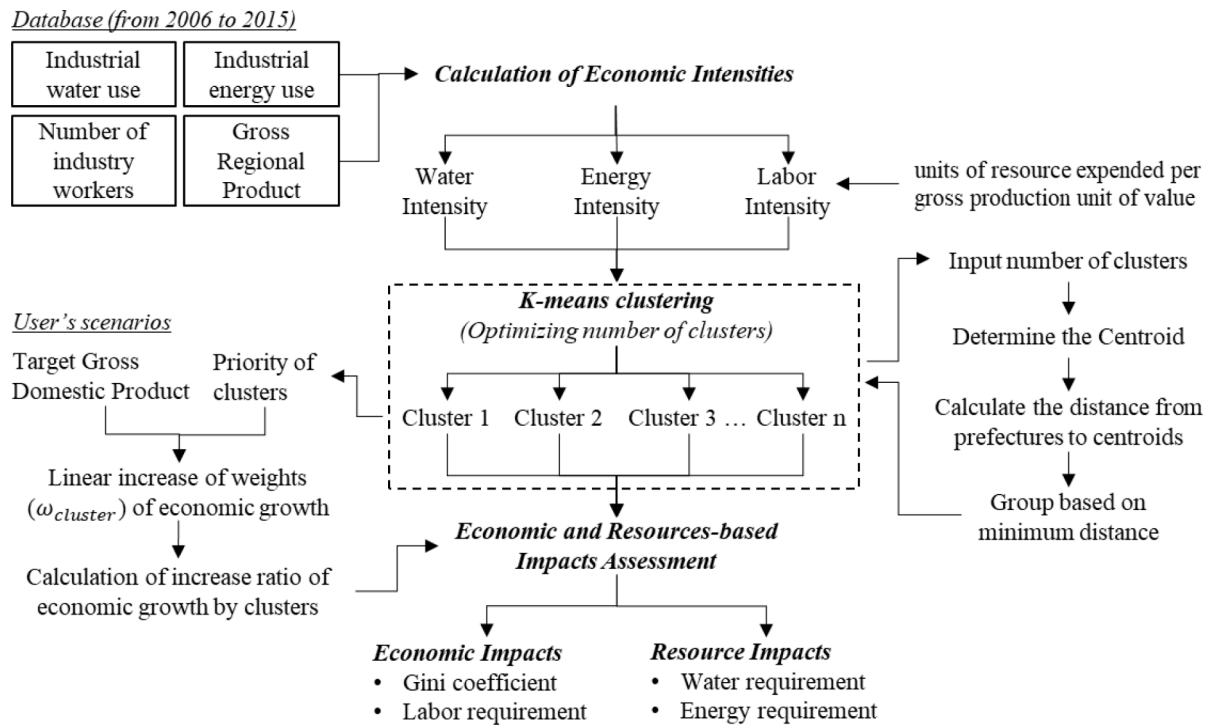 Database (from 2006 to 2015)
Industrial
water use
Industrial
energy use
Number of
industry
workers
Gross
Regional
Product
Calculation of Economic Intensities
Water
Intensity
Energy
Intensity
Labor
Intensity
units of resource expended per
gross production unit of value
K-means clustering
(Optimizing number of clusters)
Cluster 1
Cluster 2
Cluster 3 … Cluster n
Input number of clusters
Determine the Centroid
Calculate the distance from
prefectures to centroids
Group based on
minimum distance
User’s scenarios
Target Gross
Domestic Product
Priority of
clusters
Linear increase of weights
(ω_cluster) of economic growth
Calculation of increase ratio of
economic growth by clusters
Economic and Resources-based
Impacts Assessment
Economic Impacts
• Gini coefficient
• Labor requirement
Resource Impacts
• Water requirement
• Energy requirement